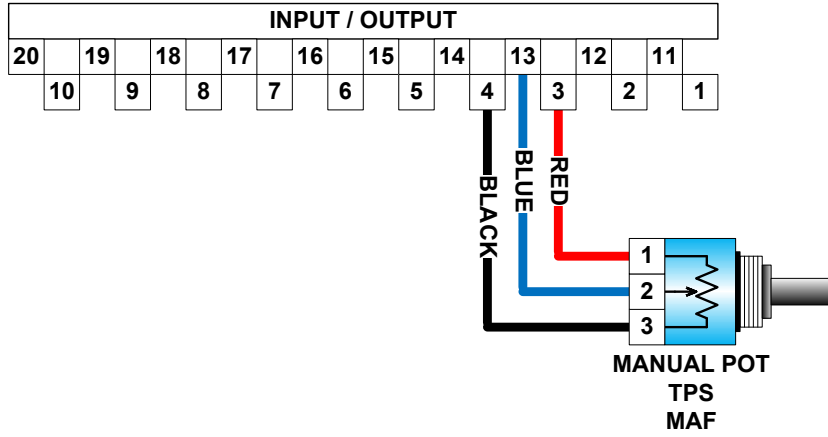 INPUT / OUTPUT
20 19 18 17 16 15 14 13 12 11
10 9 8 7 6 5 4 3 2 1
BLACK
BLUE
RED
1
2
3
MANUAL POT
TPS
MAF